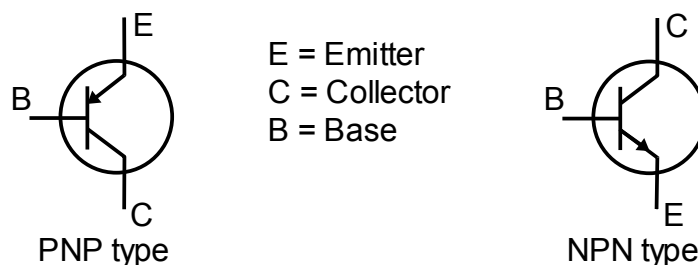 E
B
C
PNP type
E = Emitter
C = Collector
B = Base
C
B
E
NPN type